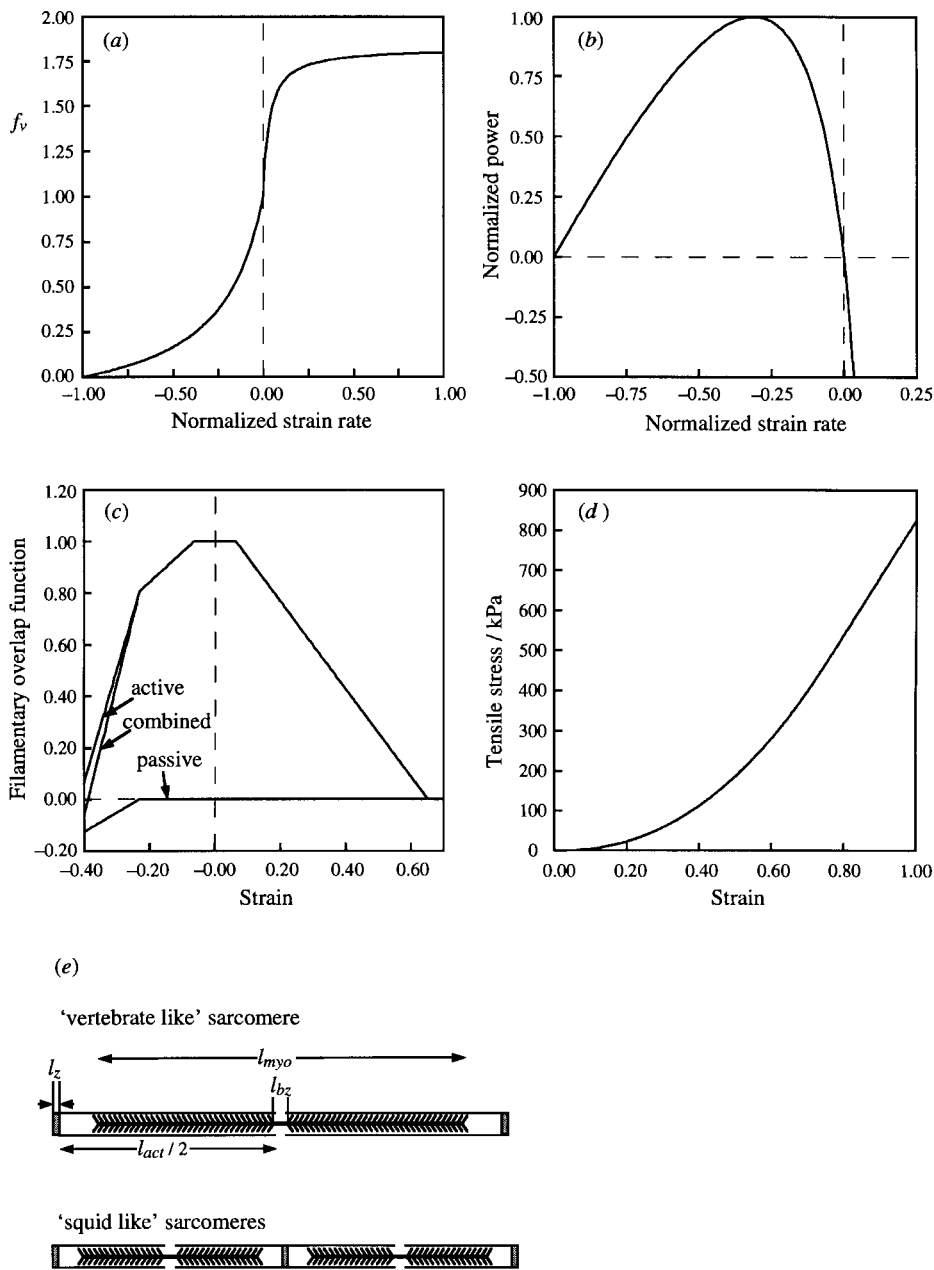 (a)
2.00
1.75
f_v
1.50
1.25
1.00
0.75
0.50
0.25
0.00
−1.00 −0.50 0.00 0.50 1.00
Normalized strain rate
(b)
1.00
0.75
0.50
1.00
0.00
−0.25
−0.50
Normalized power
−1.00 −0.75 −0.50 −0.25 0.00 0.25
Normalized strain rate
(c)
1.20
1.00
0.80
0.60
0.40
0.20
0.00
−0.20
Filamentary overlap function
active
combined
passive
−0.40 −0.20 −0.00 0.20 0.40 0.60
Strain
(d)
900
800
700
600
500
400
300
200
100
0
Tensile stress / kPa
0.00 0.20 0.40 0.60 0.80 1.00
Strain
(e)
'vertebrate like' sarcomere
l_z
l_myo
l_bz
l_act / 2
'squid like' sarcomeres